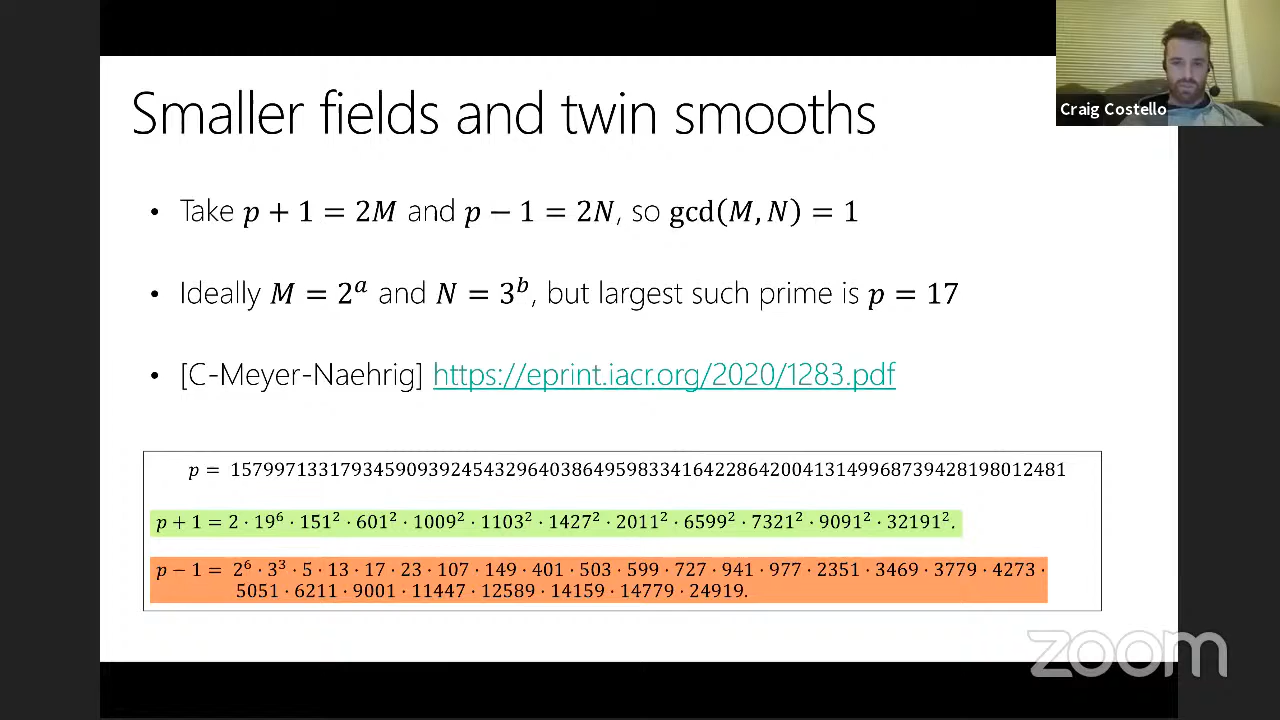 Craig Costello
Smaller fields and twin smooths
• Take p + 1 = 2M and p − 1 = 2N, so gcd(M, N) = 1
• Ideally M = 2^a and N = 3^b, but largest such prime is p = 17
• [C-Meyer-Naehrig] https://eprint.iacr.org/2020/1283.pdf
p = 157997133179345909392454329640386495983341642286420041314996873942819801​2481
p + 1 = 2 · 19^6 · 151^2 · 601^2 · 1009^2 · 1103^2 · 1427^2 · 2011^2 · 6599^2 · 7321^2 · 9091^2 · 32191^2.
p − 1 = 2^6 · 3^3 · 5 · 13 · 17 · 23 · 107 · 149 · 401 · 503 · 599 · 727 · 941 · 977 · 2351 · 3469 · 3779 · 4273 ·
5051 · 6211 · 9001 · 11447 · 12589 · 14159 · 14779 · 24919.
zoom